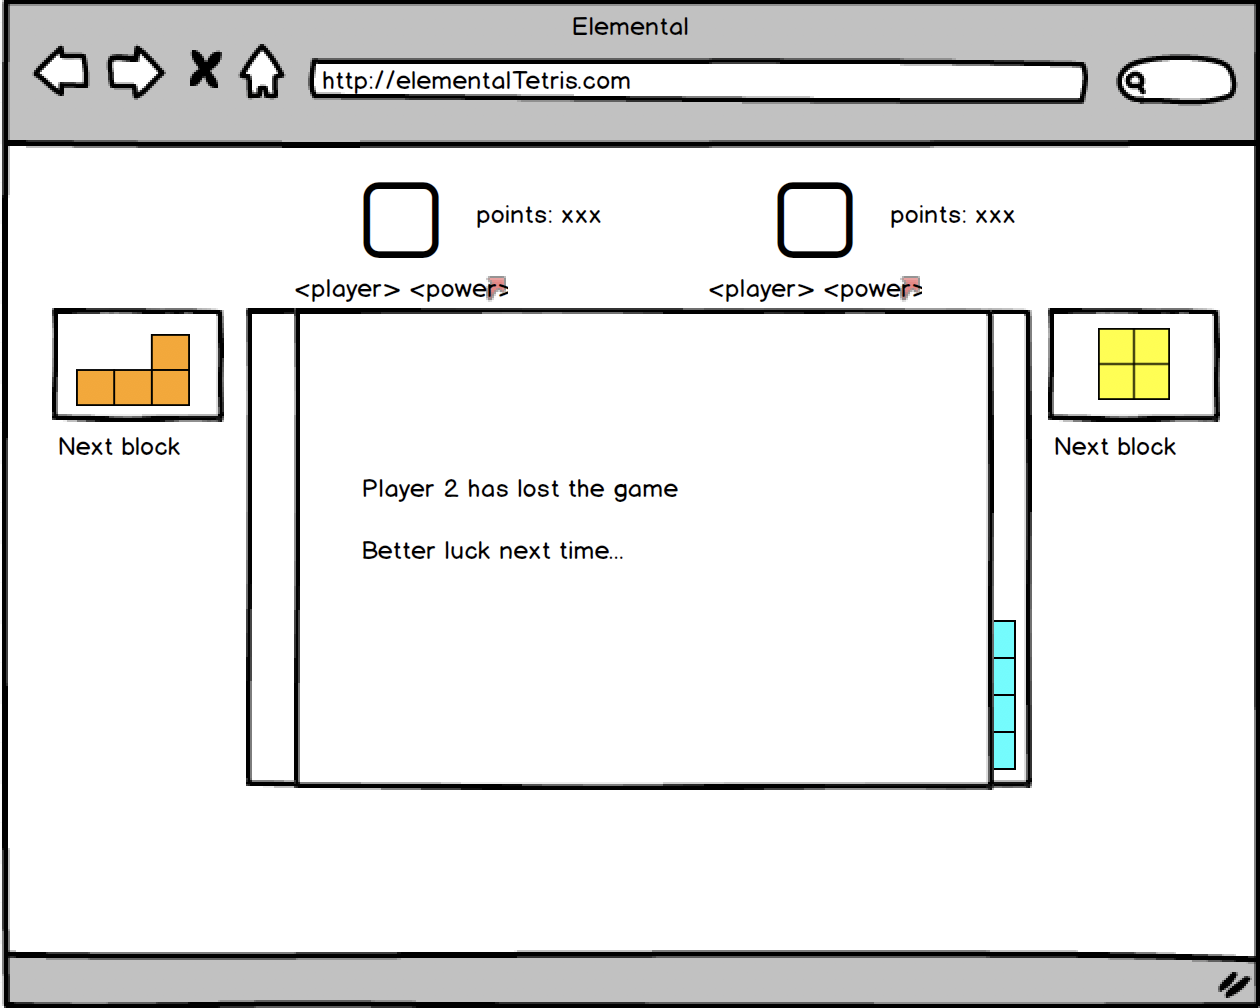 Elemental
http://elementalTetris.com
points: xxx
points: xxx
<player> <power>
<player> <power>
Next block
Next block
Player 2 has lost the game
Better luck next time...